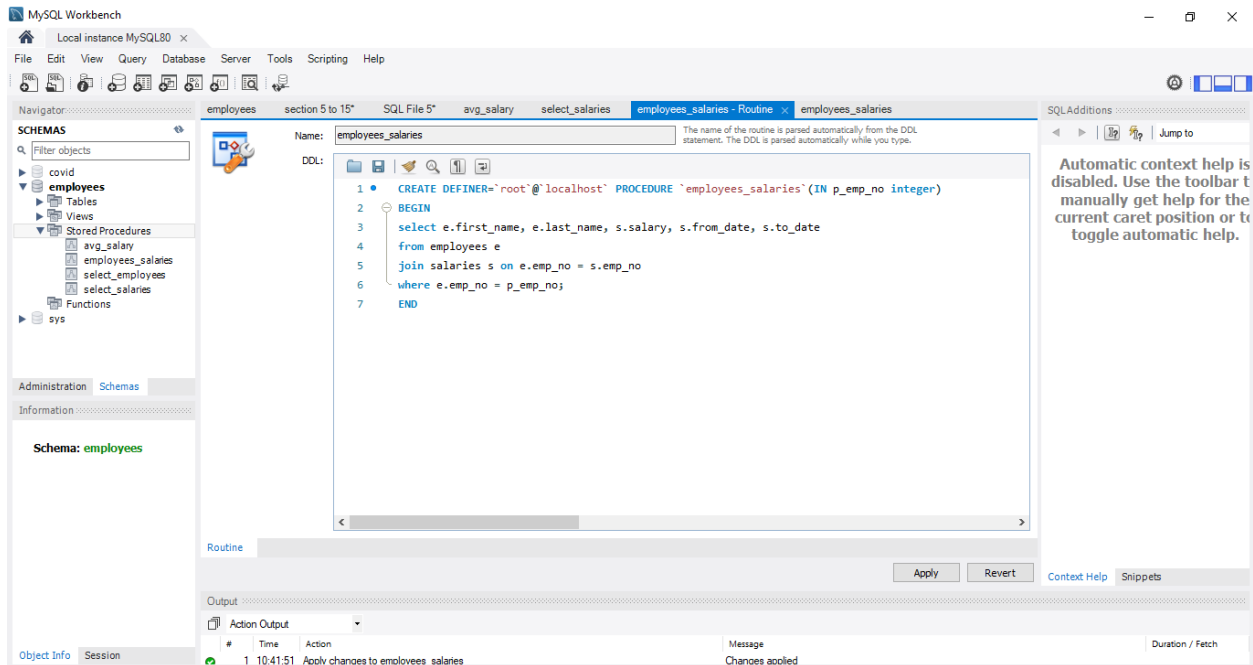 MySQL Workbench
Local instance MySQL80
File Edit View Query Database Server Tools Scripting Help
Navigator
SCHEMAS
Filter objects
covid
employees
Tables
Views
Stored Procedures
avg_salary
employees_salaries
select_employees
select_salaries
Functions
sys
Administration Schemas
Information
Schema: employees
Object Info Session
employees section 5 to 15* SQL File 5* avg_salary select_salaries employees_salaries - Routine employees_salaries
Name: employees_salaries
The name of the routine is parsed automatically from the DDL
statement. The DDL is parsed automatically while you type.
DDL:
1 CREATE DEFINER=`root`@`localhost` PROCEDURE `employees_salaries`(IN p_emp_no integer)
2 BEGIN
3 select e.first_name, e.last_name, s.salary, s.from_date, s.to_date
4 from employees e
5 join salaries s on e.emp_no = s.emp_no
6 where e.emp_no = p_emp_no;
7 END
Routine
Apply Revert
Output
Action Output
# Time Action Message Duration / Fetch
1 10:41:51 Apply changes to employees_salaries Changes applied
SQLAdditions
Jump to
Automatic context help is
disabled. Use the toolbar t
manually get help for the
current caret position or to
toggle automatic help.
Context Help Snippets